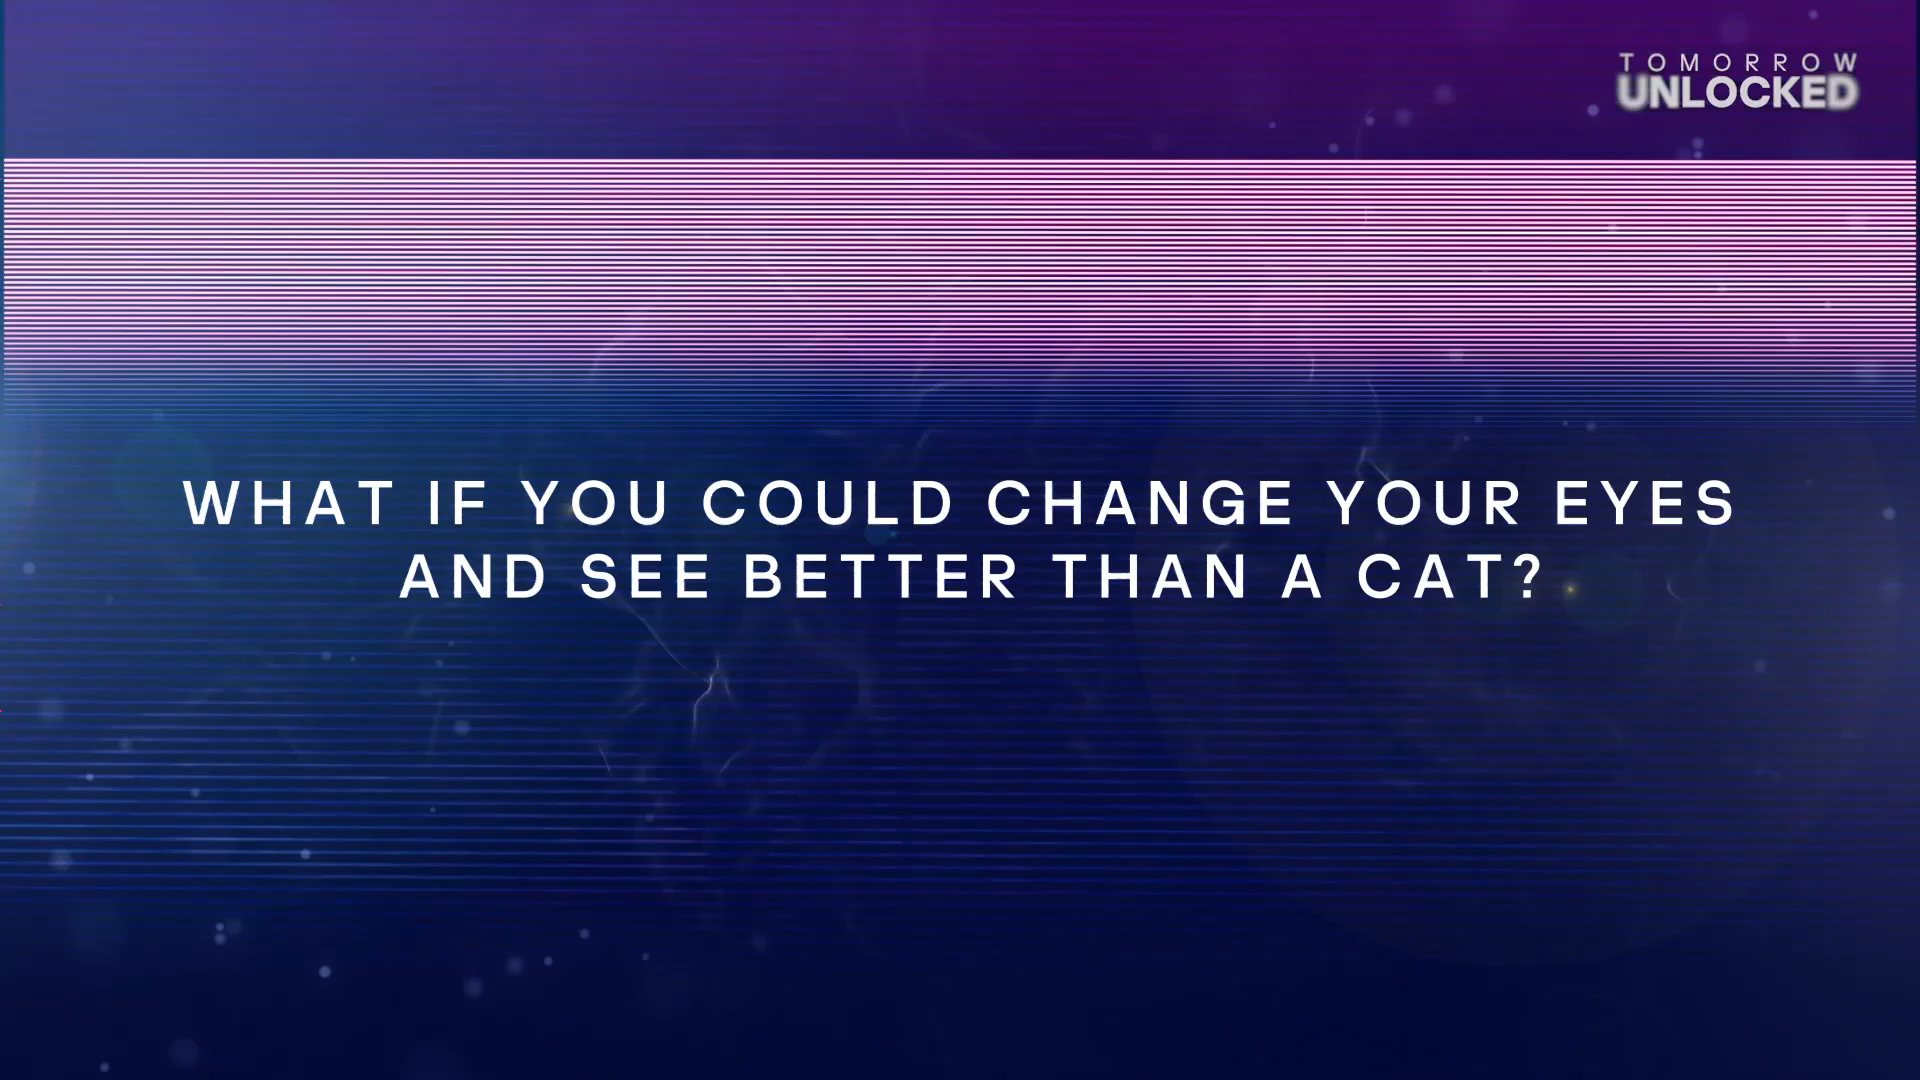 TOMORROW
UNLOCKED
WHAT IF YOU COULD CHANGE YOUR EYES
AND SEE BETTER THAN A CAT?